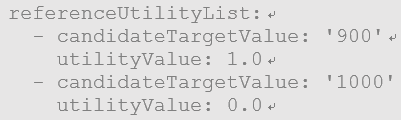 referenceUtilityList:↵
  - candidateTargetValue: '900'↵
    utilityValue: 1.0↵
  - candidateTargetValue: '1000'
    utilityValue: 0.0↵